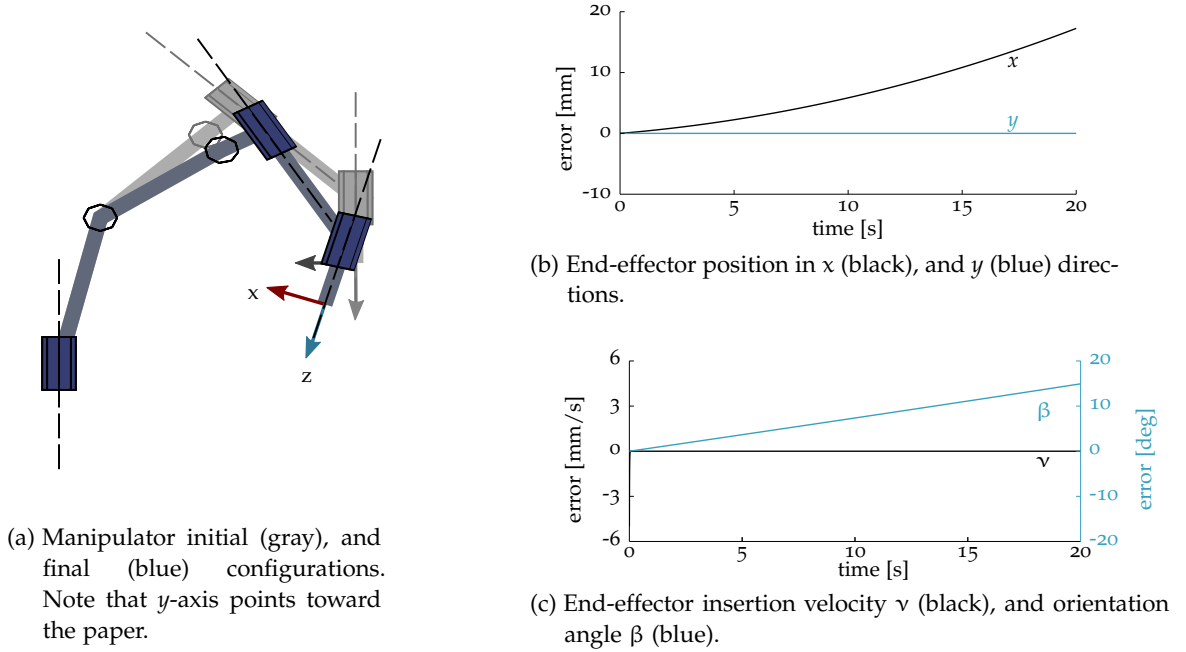 x
z
(a) Manipulator initial (gray), and
final (blue) configurations.
Note that y-axis points toward
the paper.
20
10
0
-10
error [mm]
x
y
0
5
10
15
20
time [s]
(b) End-effector position in x (black), and y (blue) direc-
tions.
6
3
0
-3
-6
error [mm/s]
β
ν
20
10
0
-10
-20
error [deg]
0
5
10
15
20
time [s]
(c) End-effector insertion velocity ν (black), and orientation
angle β (blue).